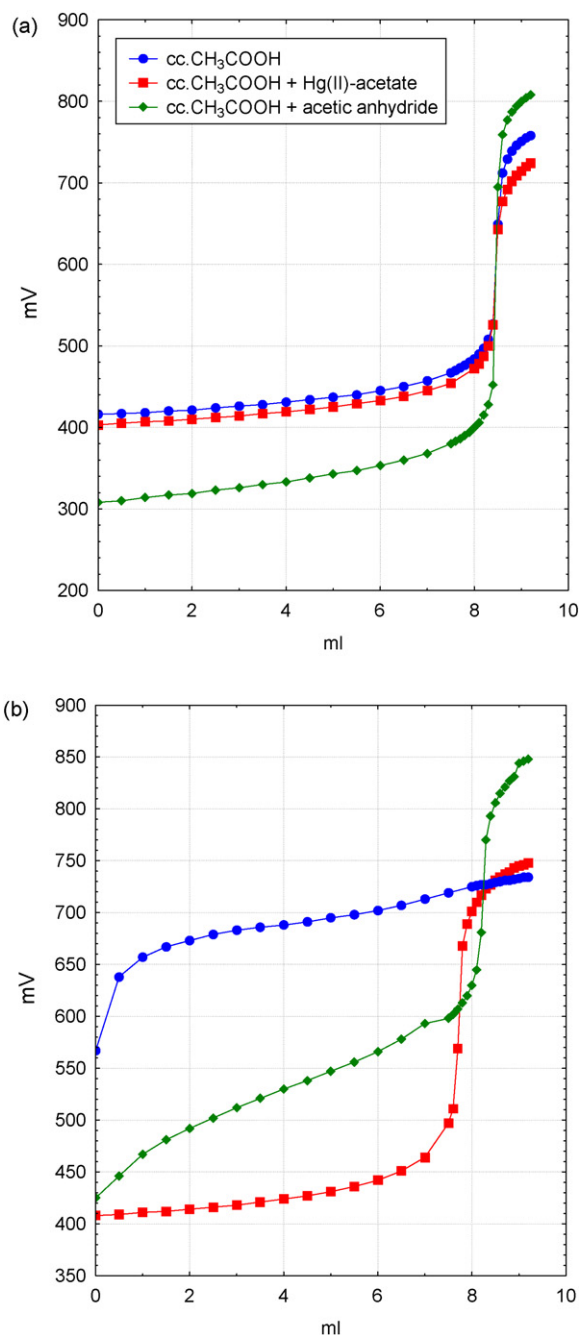 (a)
cc.CH₃COOH
cc.CH₃COOH + Hg(II)-acetate
cc.CH₃COOH + acetic anhydride
900
800
700
600
500
400
300
200
mV
0 2 4 6 8 10
ml
(b)
900
850
800
750
700
650
600
550
500
450
400
350
mV
0 2 4 6 8 10
ml